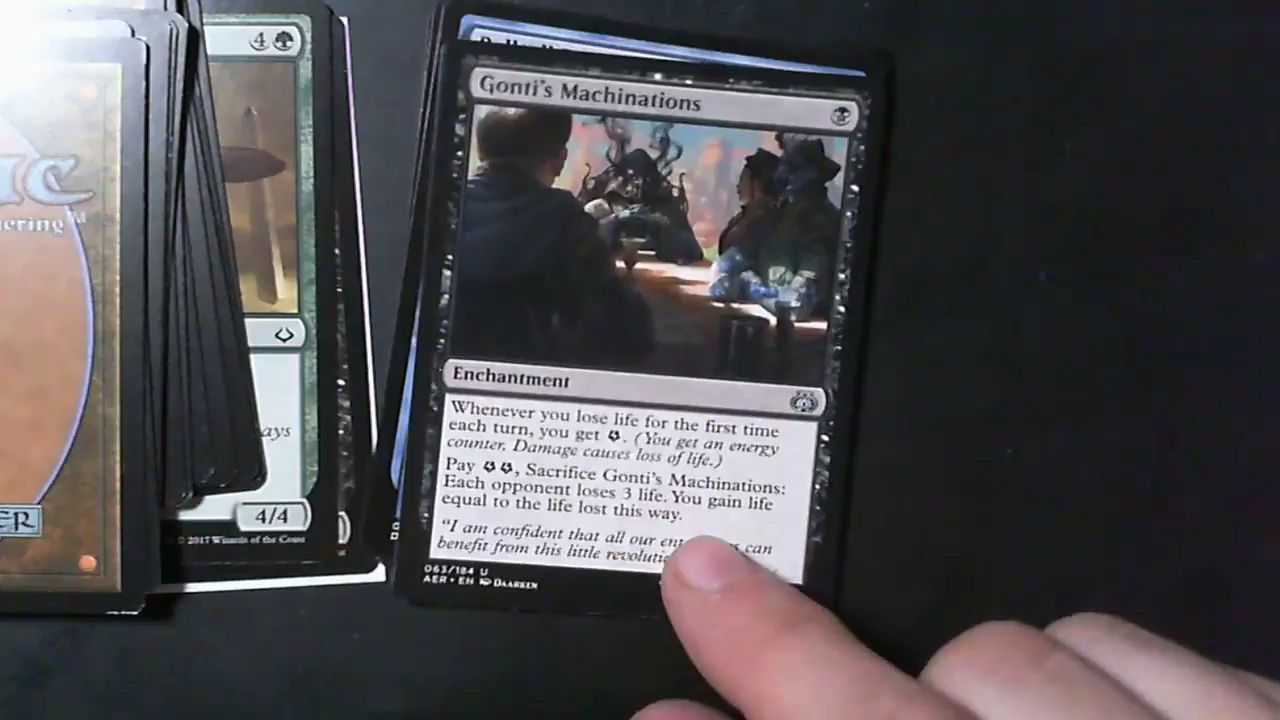 Gonti's Machinations
Enchantment
Whenever you lose life for the first time
each turn, you get . (You get an energy
counter. Damage causes loss of life.)
Pay , Sacrifice Gonti's Machinations:
Each opponent loses 3 life. You gain life
equal to the life lost this way.
"I am confident that all our can
benefit from this little
063/184 U
AER • EN DAARKEN
4
4/4
© 2017 Wizards of the Coast